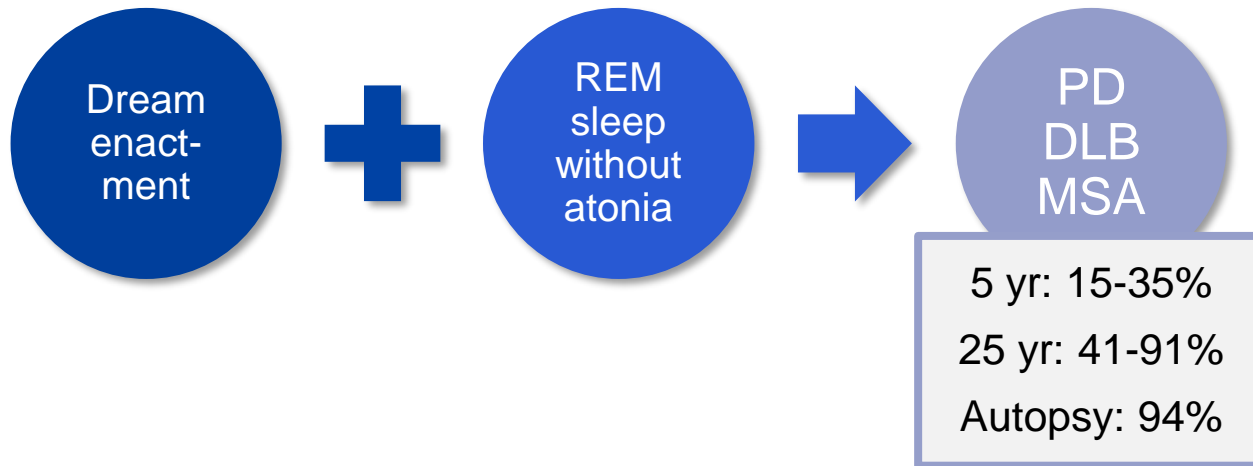 Dream
enact-
ment
REM
sleep
without
atonia
PD
DLB
MSA
5 yr: 15-35%
25 yr: 41-91%
Autopsy: 94%